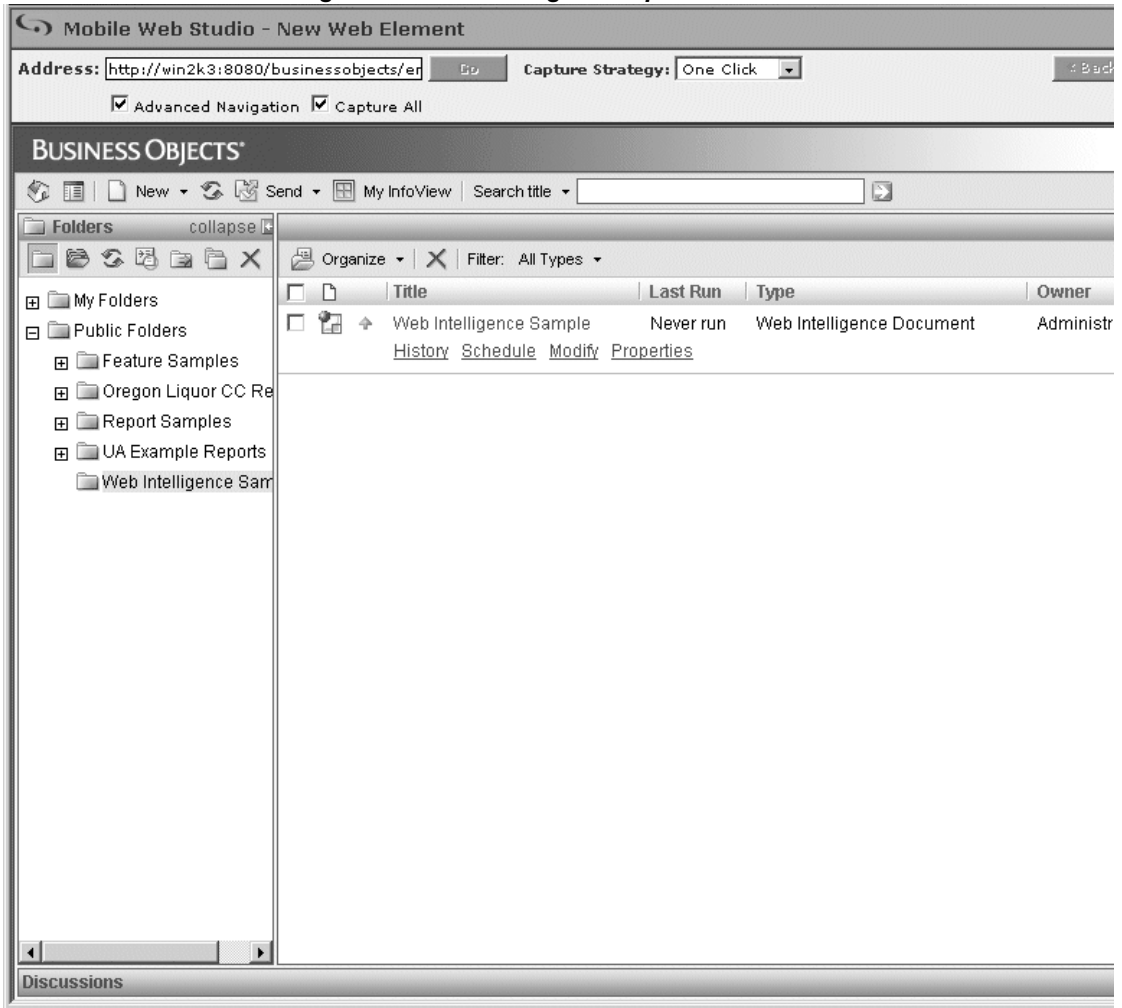 Mobile Web Studio - New Web Element
Address: http://win2k3:8080/businessobjects/er Go Capture Strategy: One Click < Back
Advanced Navigation Capture All
BUSINESS OBJECTS
New Send My InfoView Search title
Folders collapse
Organize Filter: All Types
Title Last Run Type Owner
My Folders
Web Intelligence Sample Never run Web Intelligence Document Administr
Public Folders
History Schedule Modify Properties
Feature Samples
Oregon Liquor CC Re
Report Samples
UA Example Reports
Web Intelligence Sam
Discussions